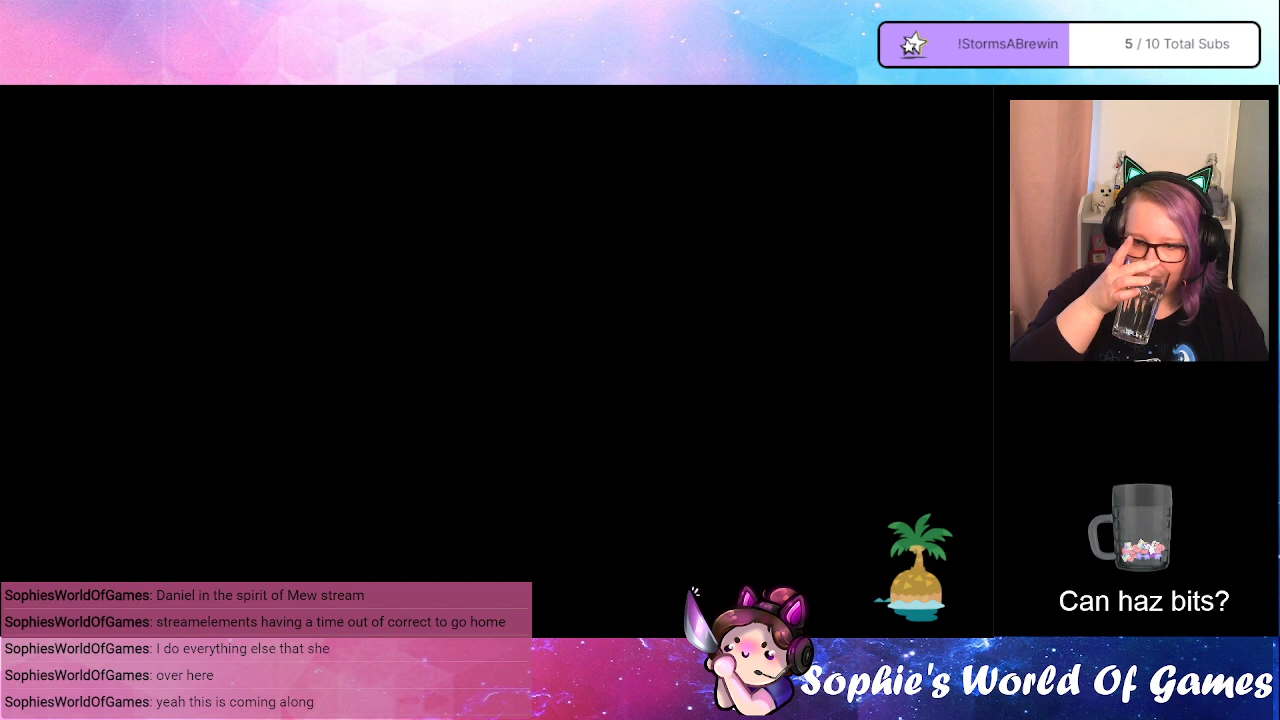 !StormsABrewin 5 / 10 Total Subs
Can haz bits?
SophiesWorldOfGames: Daniel in the spirit of Mew stream
SophiesWorldOfGames: streamelements having a time out of correct to go home
SophiesWorldOfGames: I do everything else that she
SophiesWorldOfGames: over here
SophiesWorldOfGames: yeah this is coming along
Sophie's World Of Games